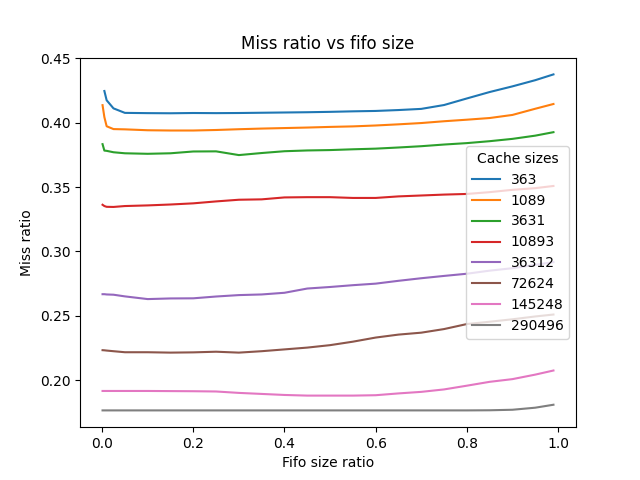 Miss ratio vs fifo size
Miss ratio
0.45
0.40
0.35
0.30
0.25
0.20
0.0 0.2 0.4 0.6 0.8 1.0
Fifo size ratio
Cache sizes
363
1089
3631
10893
36312
72624
145248
290496